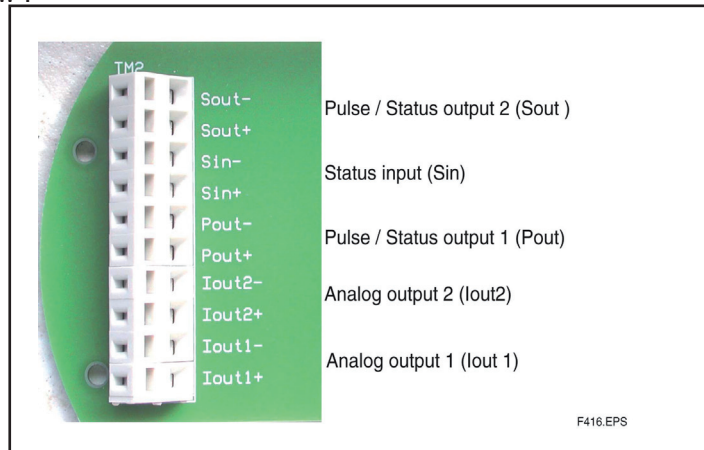 TM2
Sout-
Sout+
Sin-
Sin+
Pout-
Pout+
Iout2-
Iout2+
Iout1-
Iout1+
Pulse / Status output 2 (Sout )
Status input (Sin)
Pulse / Status output 1 (Pout)
Analog output 2 (Iout2)
Analog output 1 (Iout 1)
F416.EPS